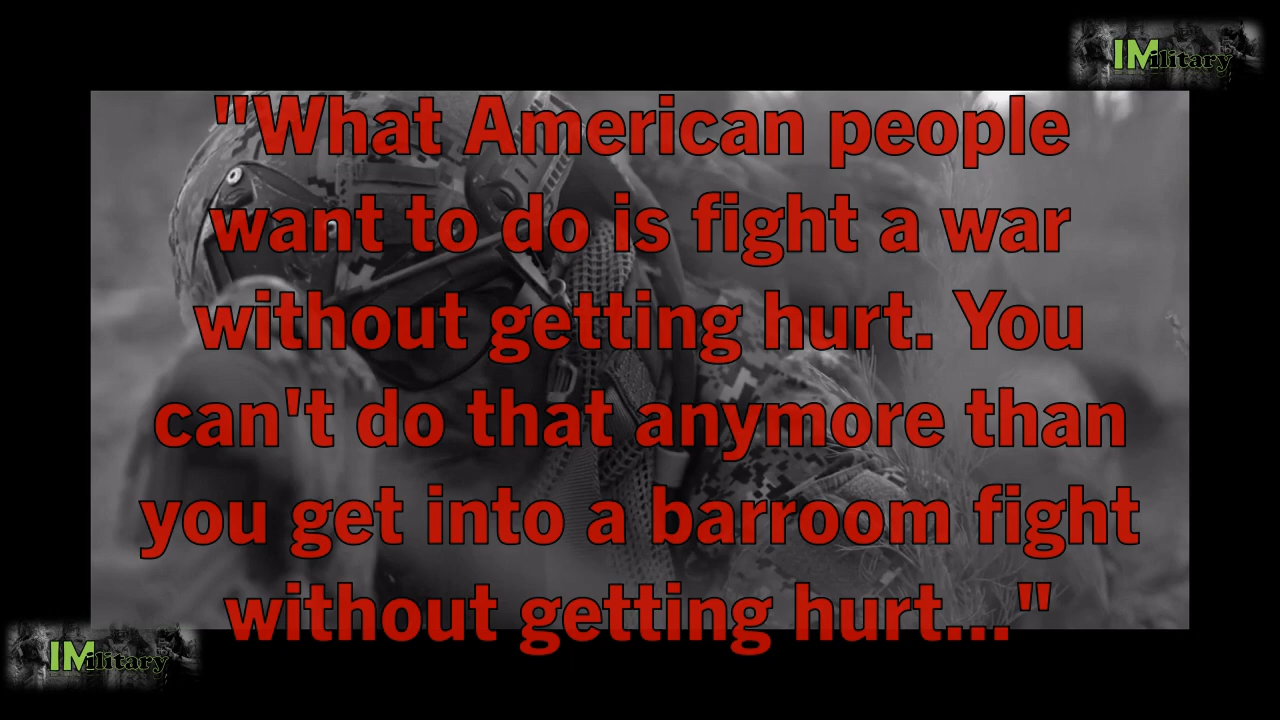 IMilitary
"What American people
want to do is fight a war
without getting hurt. You
can't do that anymore than
you get into a barroom fight
without getting hurt..."
IMilitary